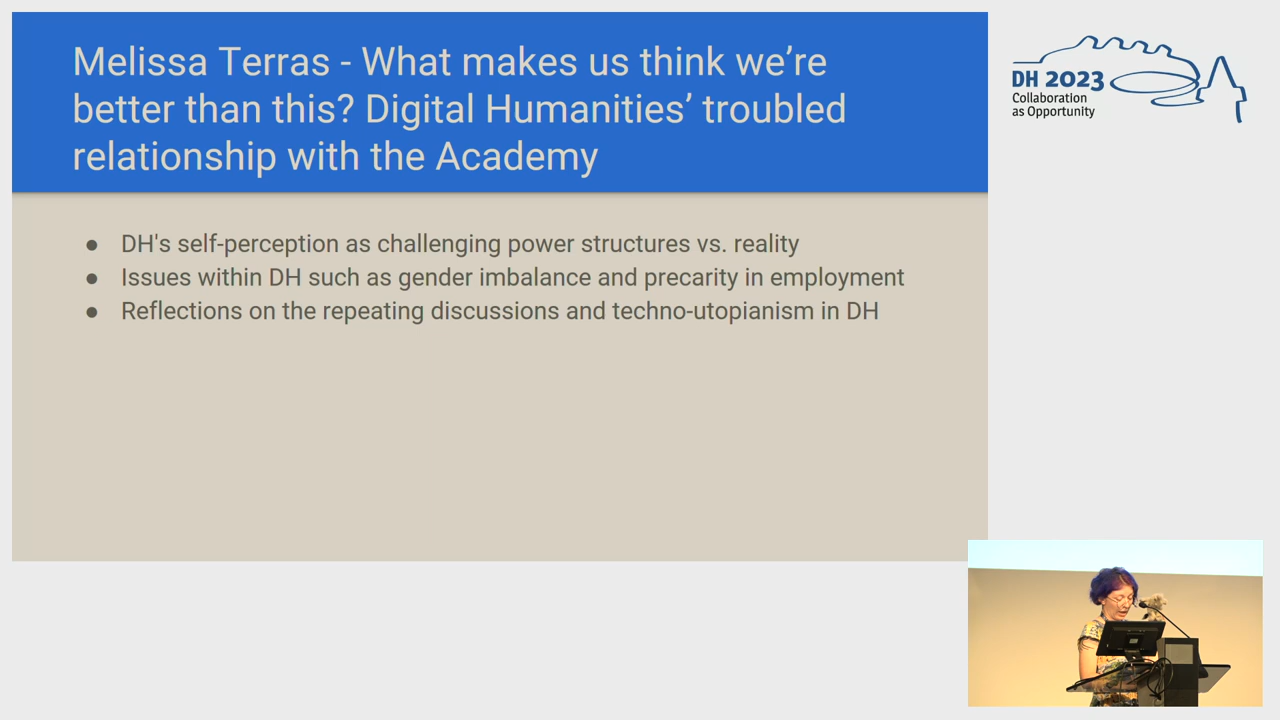 Melissa Terras - What makes us think we’re
better than this? Digital Humanities’ troubled
relationship with the Academy
● DH's self-perception as challenging power structures vs. reality
● Issues within DH such as gender imbalance and precarity in employment
● Reflections on the repeating discussions and techno-utopianism in DH
DH 2023
Collaboration
as Opportunity